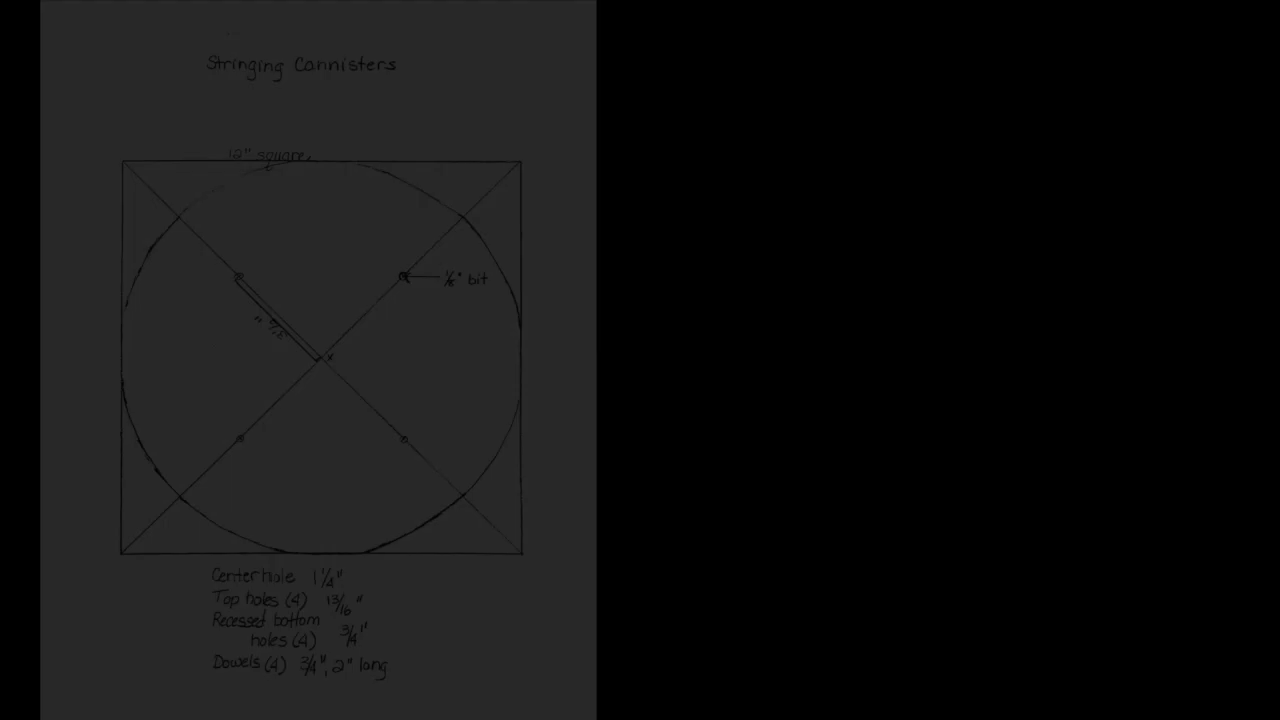 Stringing Cannisters
12" square,
1/8" bit
x
Center hole 1 1/4"
Top holes (4) 13/16"
Recessed bottom
holes (4) 3/4"
Dowels (4) 3/4", 2" long